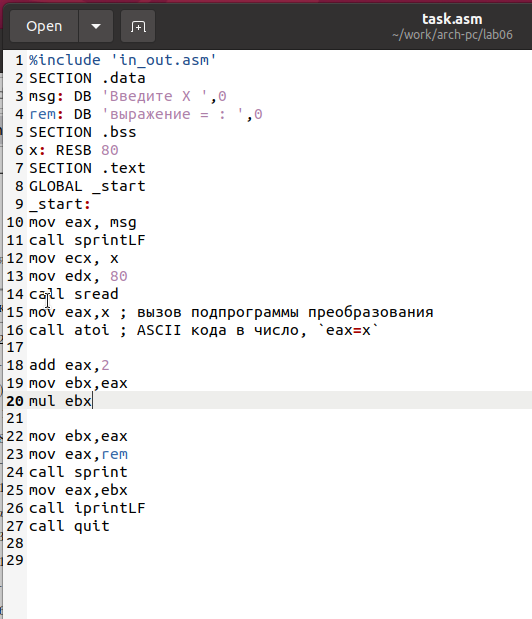 Open
task.asm
~/work/arch-pc/lab06
1 %include 'in_out.asm'
2 SECTION .data
3 msg: DB 'Введите X ',0
4 rem: DB 'выражение = : ',0
5 SECTION .bss
6 x: RESB 80
7 SECTION .text
8 GLOBAL _start
9 _start:
10 mov eax, msg
11 call sprintLF
12 mov ecx, x
13 mov edx, 80
14 call sread
15 mov eax,x ; вызов подпрограммы преобразования
16 call atoi ; ASCII кода в число, `eax=x`
17
18 add eax,2
19 mov ebx,eax
20 mul ebx
21
22 mov ebx,eax
23 mov eax,rem
24 call sprint
25 mov eax,ebx
26 call iprintLF
27 call quit
28
29